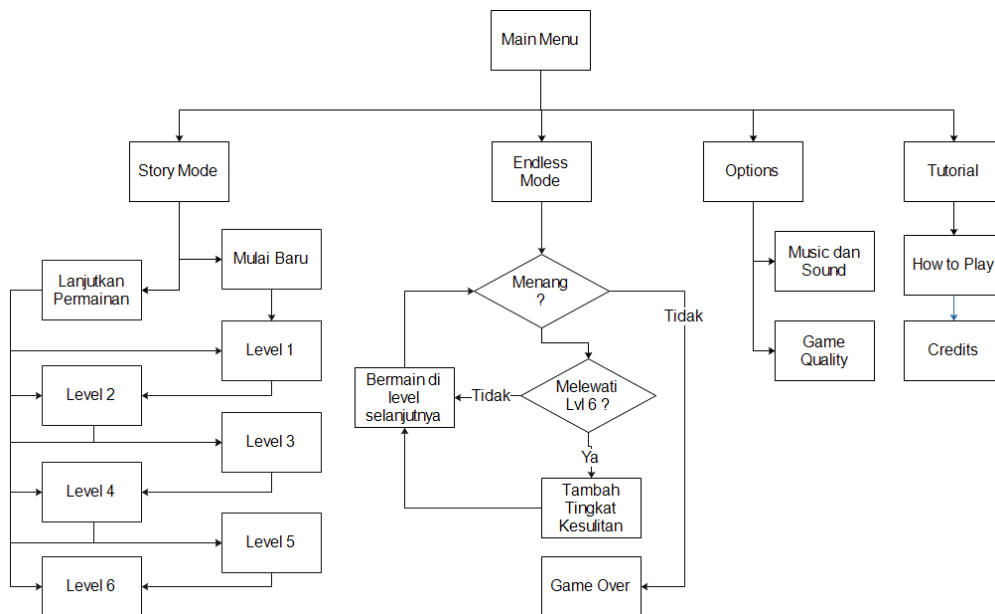 Main Menu
Story Mode
Endless
Mode
Options
Tutorial
Mulai Baru
Lanjutkan
Permainan
Level 1
Level 2
Level 3
Level 4
Level 5
Level 6
Menang
?
Tidak
Melewati
Lvl 6 ?
Tidak
Bermain di
level
selanjutnya
Ya
Tambah
Tingkat
Kesulitan
Game Over
Music dan
Sound
Game
Quality
How to Play
Credits